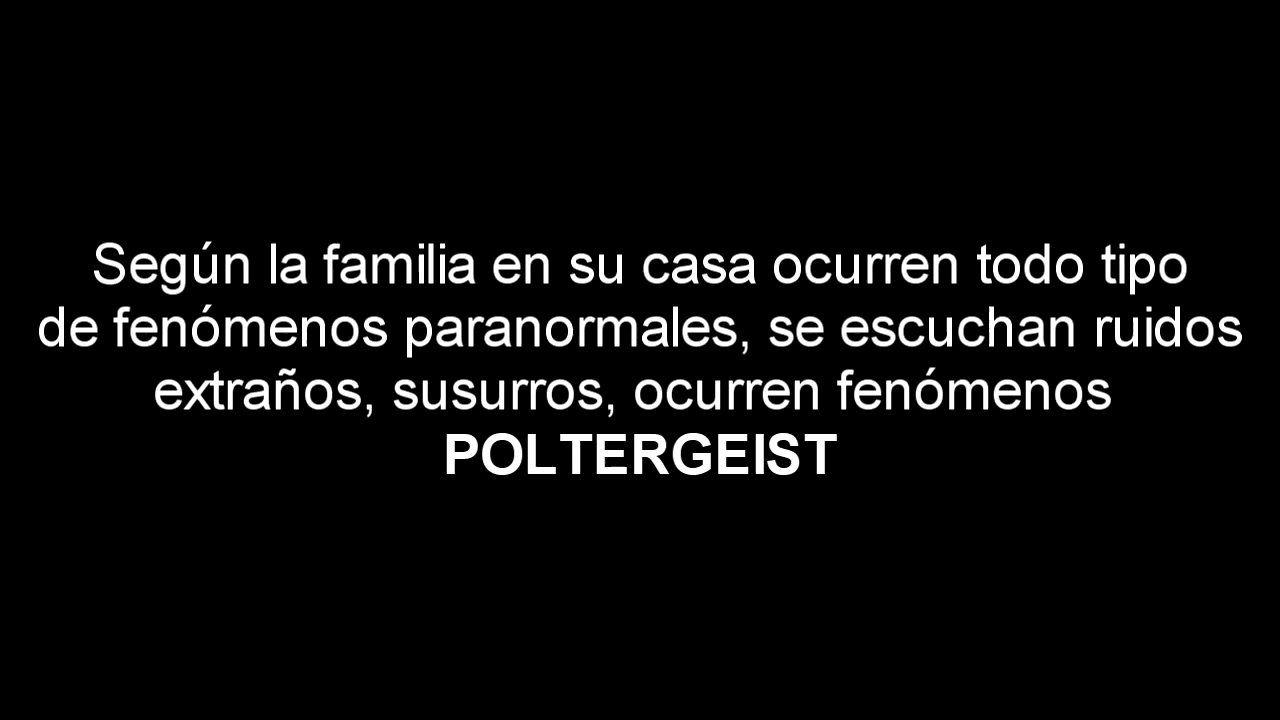 Según la familia en su casa ocurren todo tipo
de fenómenos paranormales, se escuchan ruidos
extraños, susurros, ocurren fenómenos
POLTERGEIST